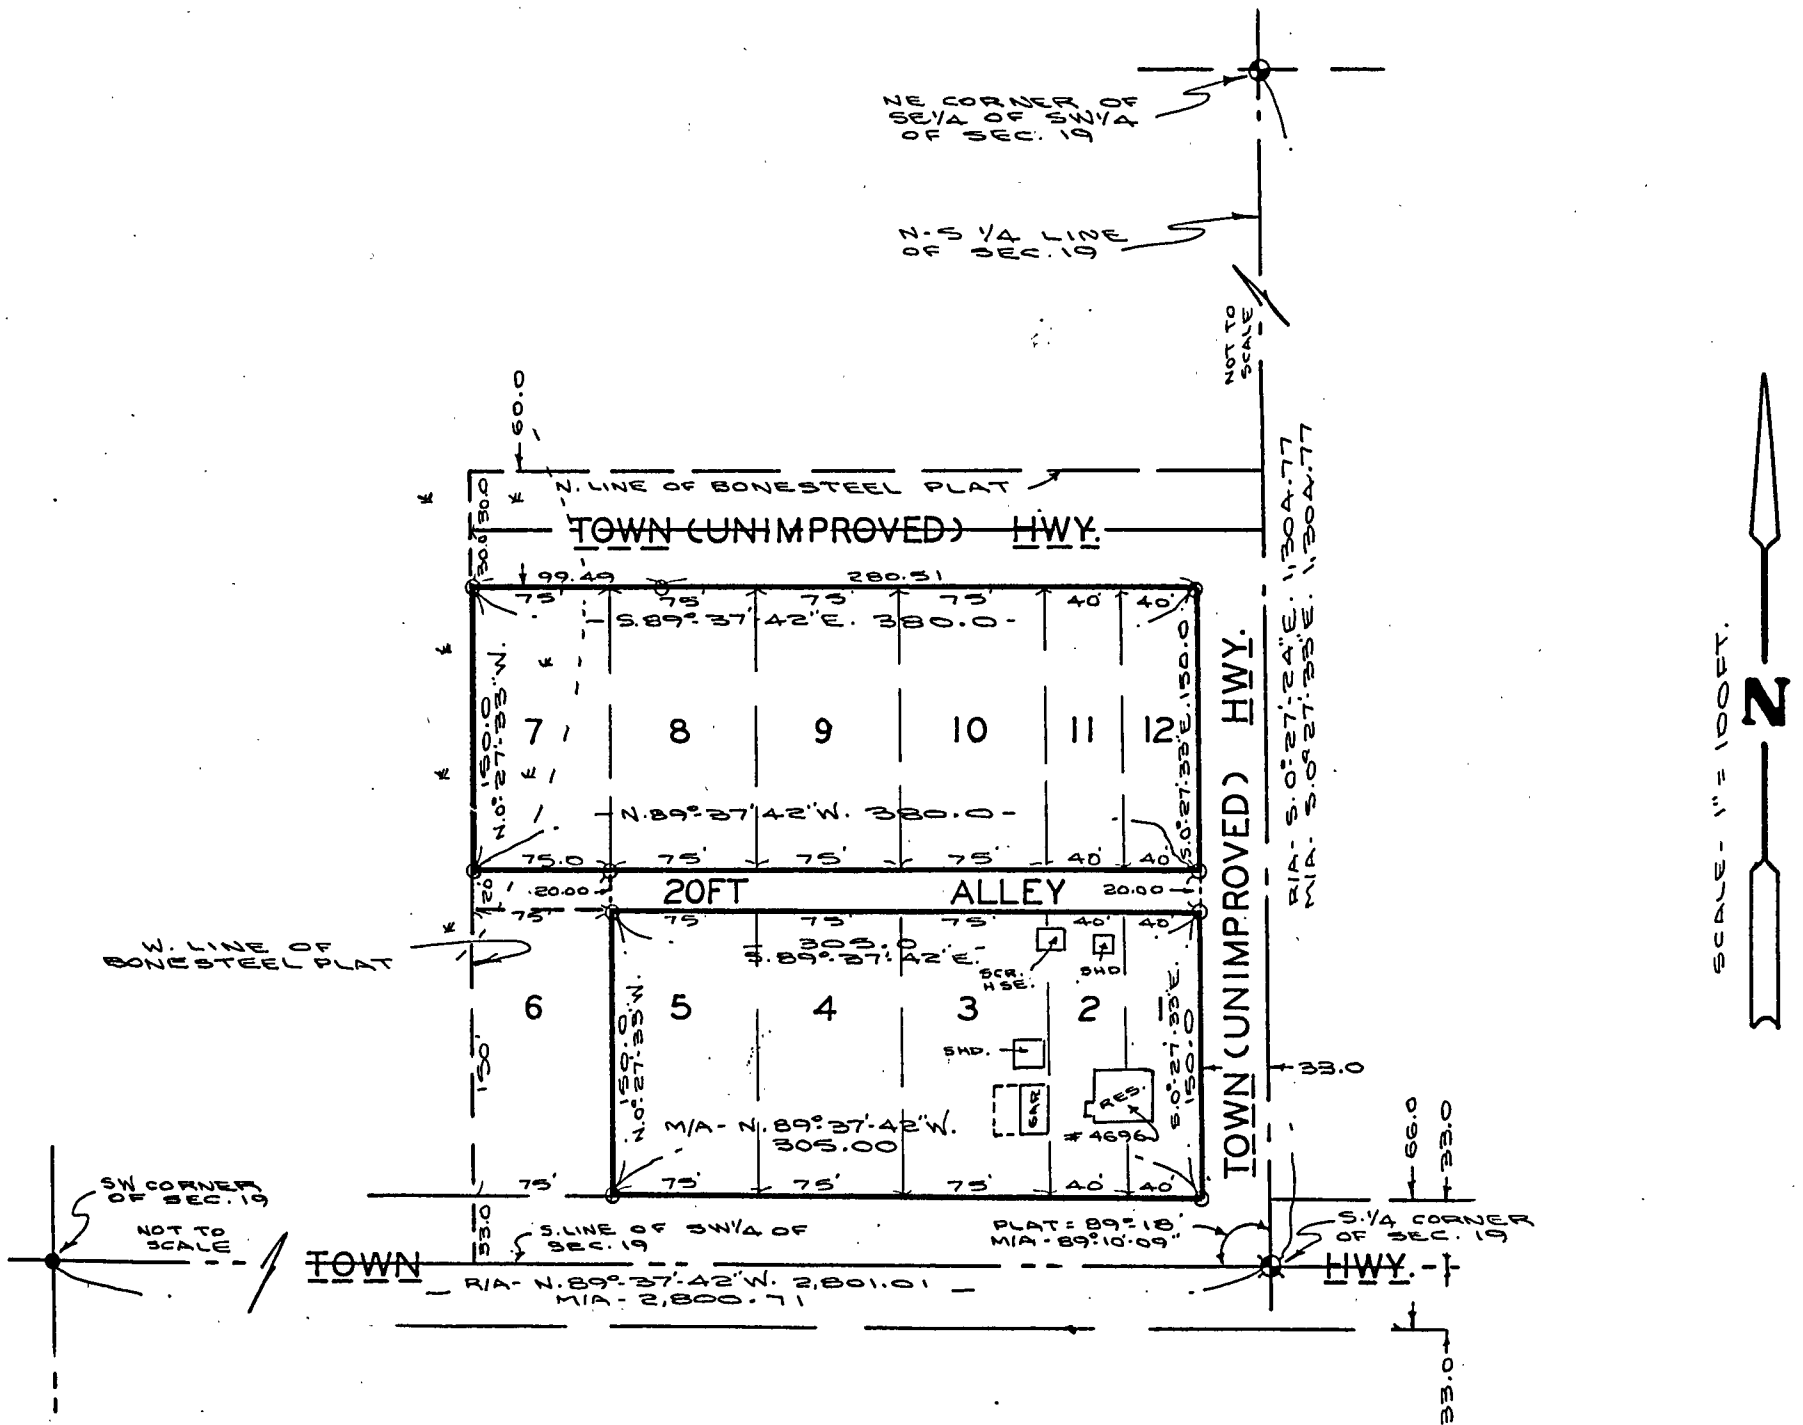 NE CORNER OF
SE1/4 OF SW1/4
OF SEC. 19
N-S 1/4 LINE
OF SEC. 19
NOT TO
SCALE
60.0
N. LINE OF BONESTEEL PLAT
30.0
30.0
TOWN (UNIMPROVED) HWY.
99.49
280.51
75'
75'
75'
75'
40'
40'
S. 89°-37'-42"E. 380.0
150.0
N. 0°-27'-33"W.
7
8
9
10
11
12
S. 0°-27'-33"E. 150.0
N. 89°-37'-42"W. 380.0
75.0
75'
75'
75'
40'
40'
20'
20.00
20FT ALLEY
20.00
75'
75'
75'
75'
40'
40'
305.0
S. 89°-37'-42"E.
W. LINE OF
BONESTEEL PLAT
SCR.
HSE.
SHD
6
5
4
3
2
1
150'
150.0
N. 0°-27'-33"W.
S. 0°-27'-33"E.
150.0
SHD.
GAR
RES.
# 4696
M/A - N. 89°-37'-42"W.
305.00
75'
75'
75'
75'
40'
40'
TOWN (UNIMPROVED) HWY.
R/A - S. 0°-27'-24"E. 1,304.77
M/A - S. 0°-27'-33"E. 1,304.77
33.0
66.0
33.0
SW CORNER
OF SEC. 19
NOT TO
SCALE
33.0
S. LINE OF SW1/4 OF
SEC. 19
PLAT = 89°-18'
M/A - 89°-10'-09"
S. 1/4 CORNER
OF SEC. 19
TOWN
HWY.
R/A - N. 89°-37'-42"W. 2,801.01
M/A - 2,800.71
33.0
SCALE - 1" = 100FT.
N